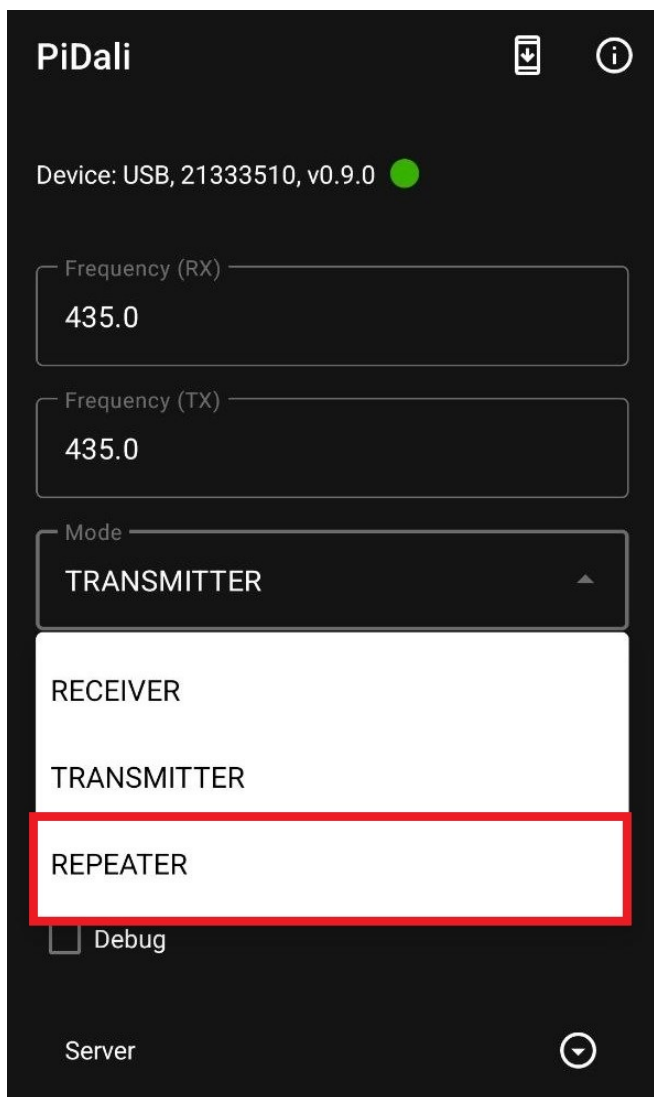 PiDali
Device: USB, 21333510, v0.9.0
Frequency (RX)
435.0
Frequency (TX)
435.0
Mode
TRANSMITTER
RECEIVER
TRANSMITTER
REPEATER
Debug
Server